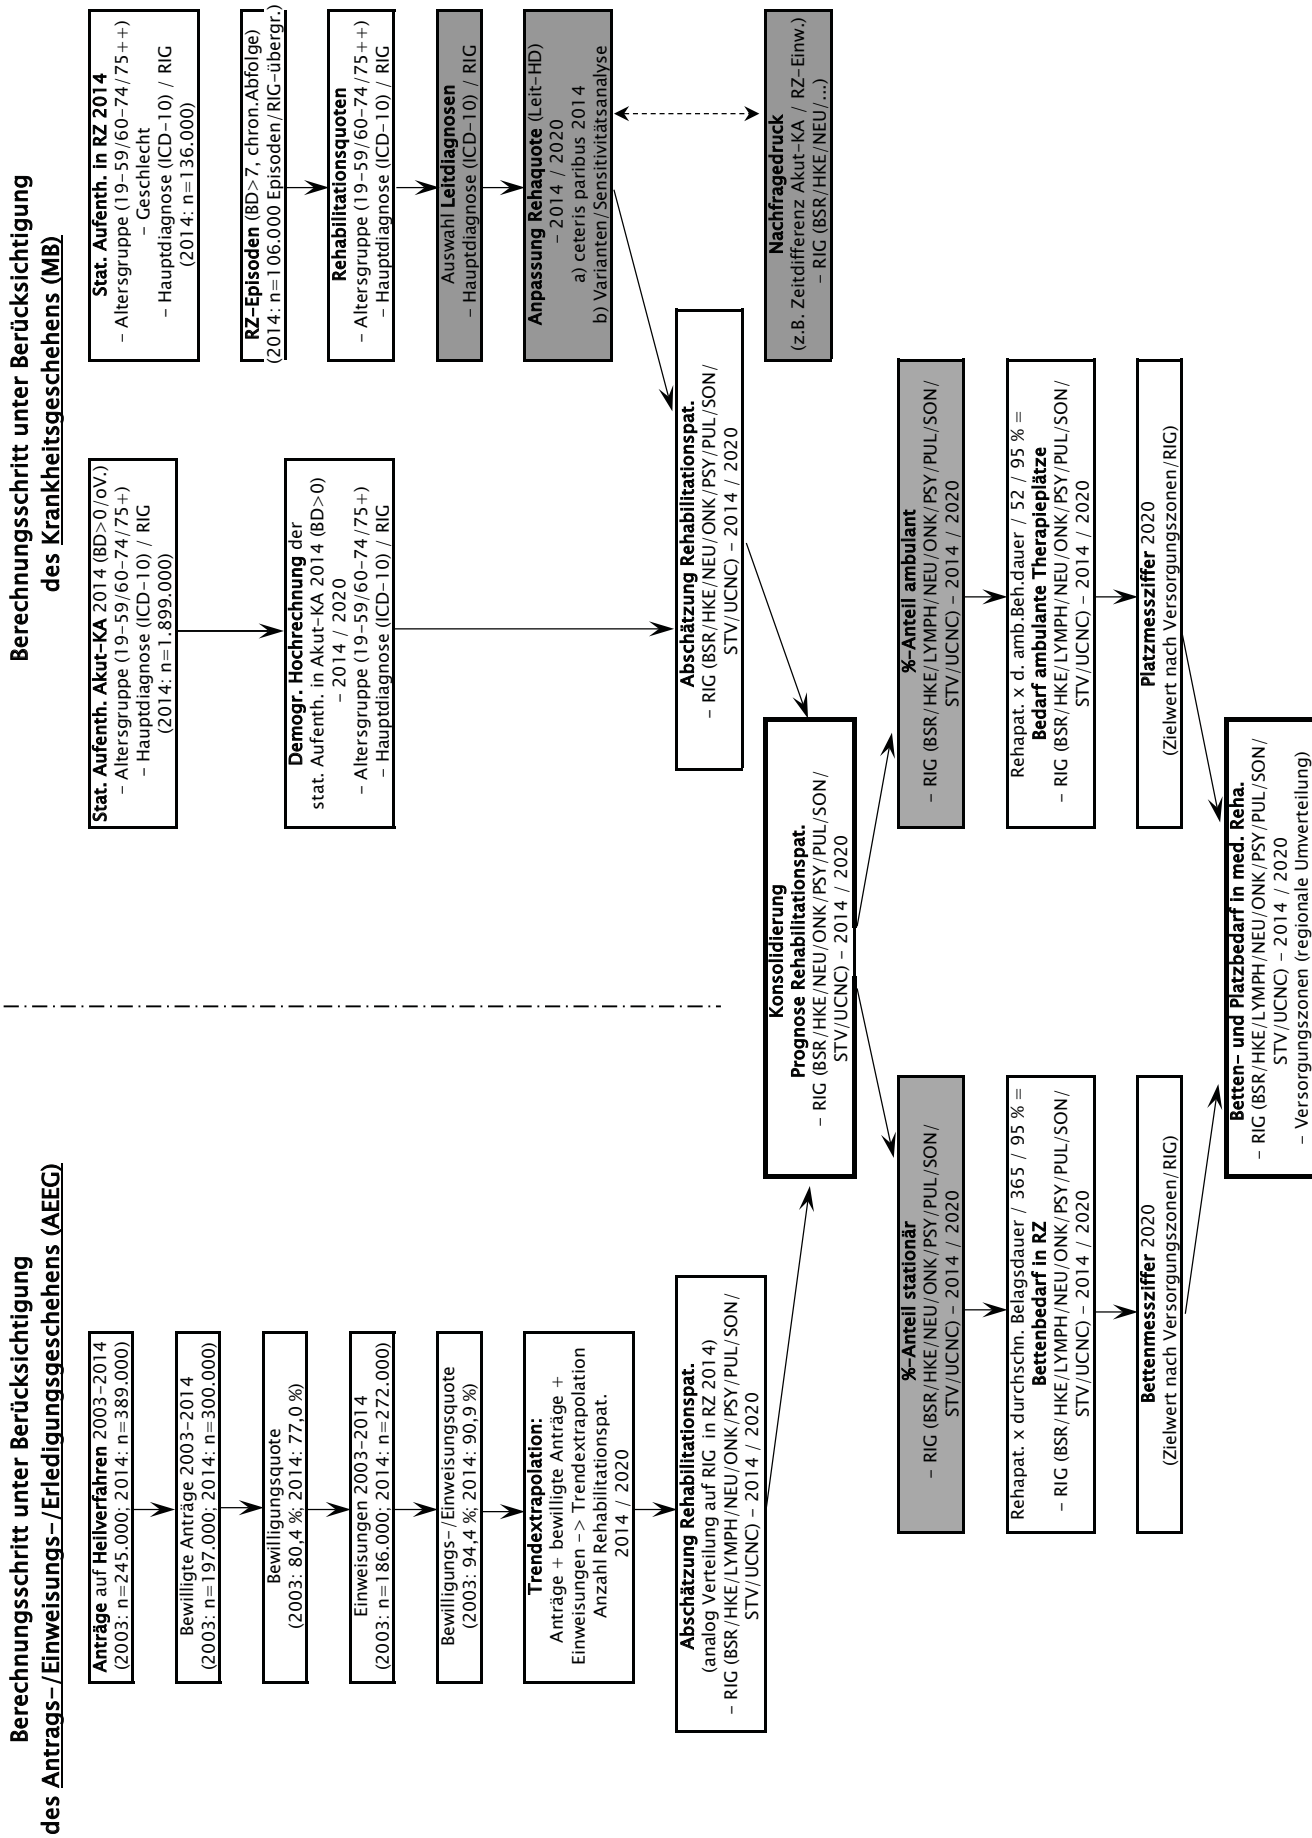 Berechnungsschritt unter Berücksichtigung
des Antrags-/Einweisungs-/Erledigungsgeschehens (AEEG)
Anträge auf Heilverfahren 2003-2014
(2003: n=245.000; 2014: n=389.000)
Bewilligte Anträge 2003-2014
(2003: n=197.000; 2014: n=300.000)
Bewilligungsquote
(2003: 80,4 %; 2014: 77,0 %)
Einweisungen 2003-2014
(2003: n=186.000; 2014: n=272.000)
Bewilligungs-/Einweisungsquote
(2003: 94,4 %; 2014: 90,9 %)
Trendextrapolation:
Anträge + bewilligte Anträge +
Einweisungen -> Trendextrapolation
Anzahl Rehabilitationspat.
2014 / 2020
Abschätzung Rehabilitationspat.
(analog Verteilung auf RIG in RZ 2014)
- RIG (BSR/HKE/LYMPH/NEU/ONK/PSY/PUL/SON/
STV/UCNC) - 2014 / 2020
Berechnungsschritt unter Berücksichtigung
des Krankheitsgeschehens (MB)
Stat. Aufenth. Akut-KA 2014 (BD>0/oV.)
- Altersgruppe (19-59/60-74/75+)
- Hauptdiagnose (ICD-10) / RIG
(2014: n=1.899.000)
Demogr. Hochrechnung der
stat. Aufenth. in Akut-KA 2014 (BD>0)
- 2014 / 2020
- Altersgruppe (19-59/60-74/75+)
- Hauptdiagnose (ICD-10) / RIG
Stat. Aufenth. in RZ 2014
- Altersgruppe (19-59/60-74/75++)
- Geschlecht
- Hauptdiagnose (ICD-10) / RIG
(2014: n=136.000)
RZ-Episoden (BD>7, chron.Abfolge)
(2014: n=106.000 Episoden/RIG-übergr.)
Rehabilitationsquoten
- Altersgruppe (19-59/60-74/75++)
- Hauptdiagnose (ICD-10) / RIG
Auswahl Leitdiagnosen
- Hauptdiagnose (ICD-10) / RIG
Anpassung Rehaquote (Leit-HD)
- 2014 / 2020
a) ceteris paribus 2014
b) Varianten/Sensitivitätsanalyse
Nachfragedruck
(z.B. Zeitdifferenz Akut-KA / RZ-Einw.)
- RIG (BSR/HKE/NEU/...)
Abschätzung Rehabilitationspat.
- RIG (BSR/HKE/NEU/ONK/PSY/PUL/SON/
STV/UCNC) - 2014 / 2020
Konsolidierung
Prognose Rehabilitationspat.
- RIG (BSR/HKE/NEU/ONK/PSY/PUL/SON/
STV/UCNC) - 2014 / 2020
%-Anteil stationär
- RIG (BSR/HKE/NEU/ONK/PSY/PUL/SON/
STV/UCNC) - 2014 / 2020
Rehapat. x durchschn. Belagsdauer / 365 / 95 % =
Bettenbedarf in RZ
- RIG (BSR/HKE/LYMPH/NEU/ONK/PSY/PUL/SON/
STV/UCNC) - 2014 / 2020
Bettenmessziffer 2020
(Zielwert nach Versorgungszonen/RIG)
%-Anteil ambulant
- RIG (BSR/HKE/LYMPH/NEU/ONK/PSY/PUL/SON/
STV/UCNC) - 2014 / 2020
Rehapat. x d. amb.Beh.dauer / 52 / 95 % =
Bedarf ambulante Therapieplätze
- RIG (BSR/HKE/LYMPH/NEU/ONK/PSY/PUL/SON/
STV/UCNC) - 2014 / 2020
Platzmessziffer 2020
(Zielwert nach Versorgungszonen/RIG)
Betten- und Platzbedarf in med. Reha.
- RIG (BSR/HKE/LYMPH/NEU/ONK/PSY/PUL/SON/
STV/UCNC) - 2014 / 2020
- Versorgungszonen (regionale Umverteilung)